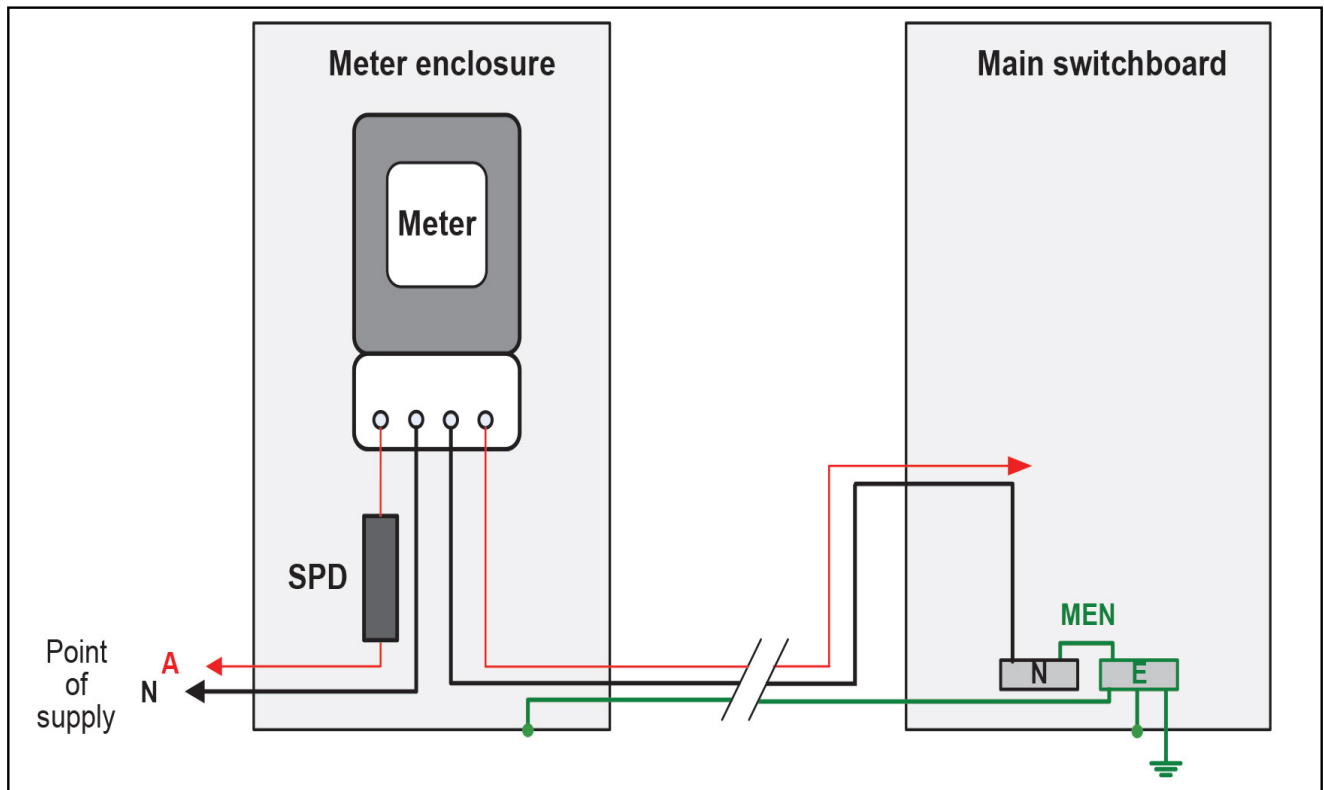 Meter enclosure
Main switchboard
Meter
SPD
MEN
Point
of
supply
A
N
N
E